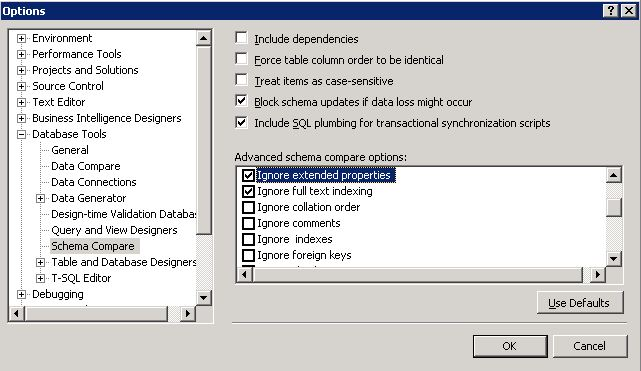 Options
Environment
Performance Tools
Projects and Solutions
Source Control
Text Editor
Business Intelligence Designers
Database Tools
General
Data Compare
Data Connections
Data Generator
Design-time Validation Databas
Query and View Designers
Schema Compare
Table and Database Designers
T-SQL Editor
Debugging
Include dependencies
Force table column order to be identical
Treat items as case-sensitive
Block schema updates if data loss might occur
Include SQL plumbing for transactional synchronization scripts
Advanced schema compare options:
Ignore extended properties
Ignore full text indexing
Ignore collation order
Ignore comments
Ignore indexes
Ignore foreign keys
Use Defaults
OK
Cancel